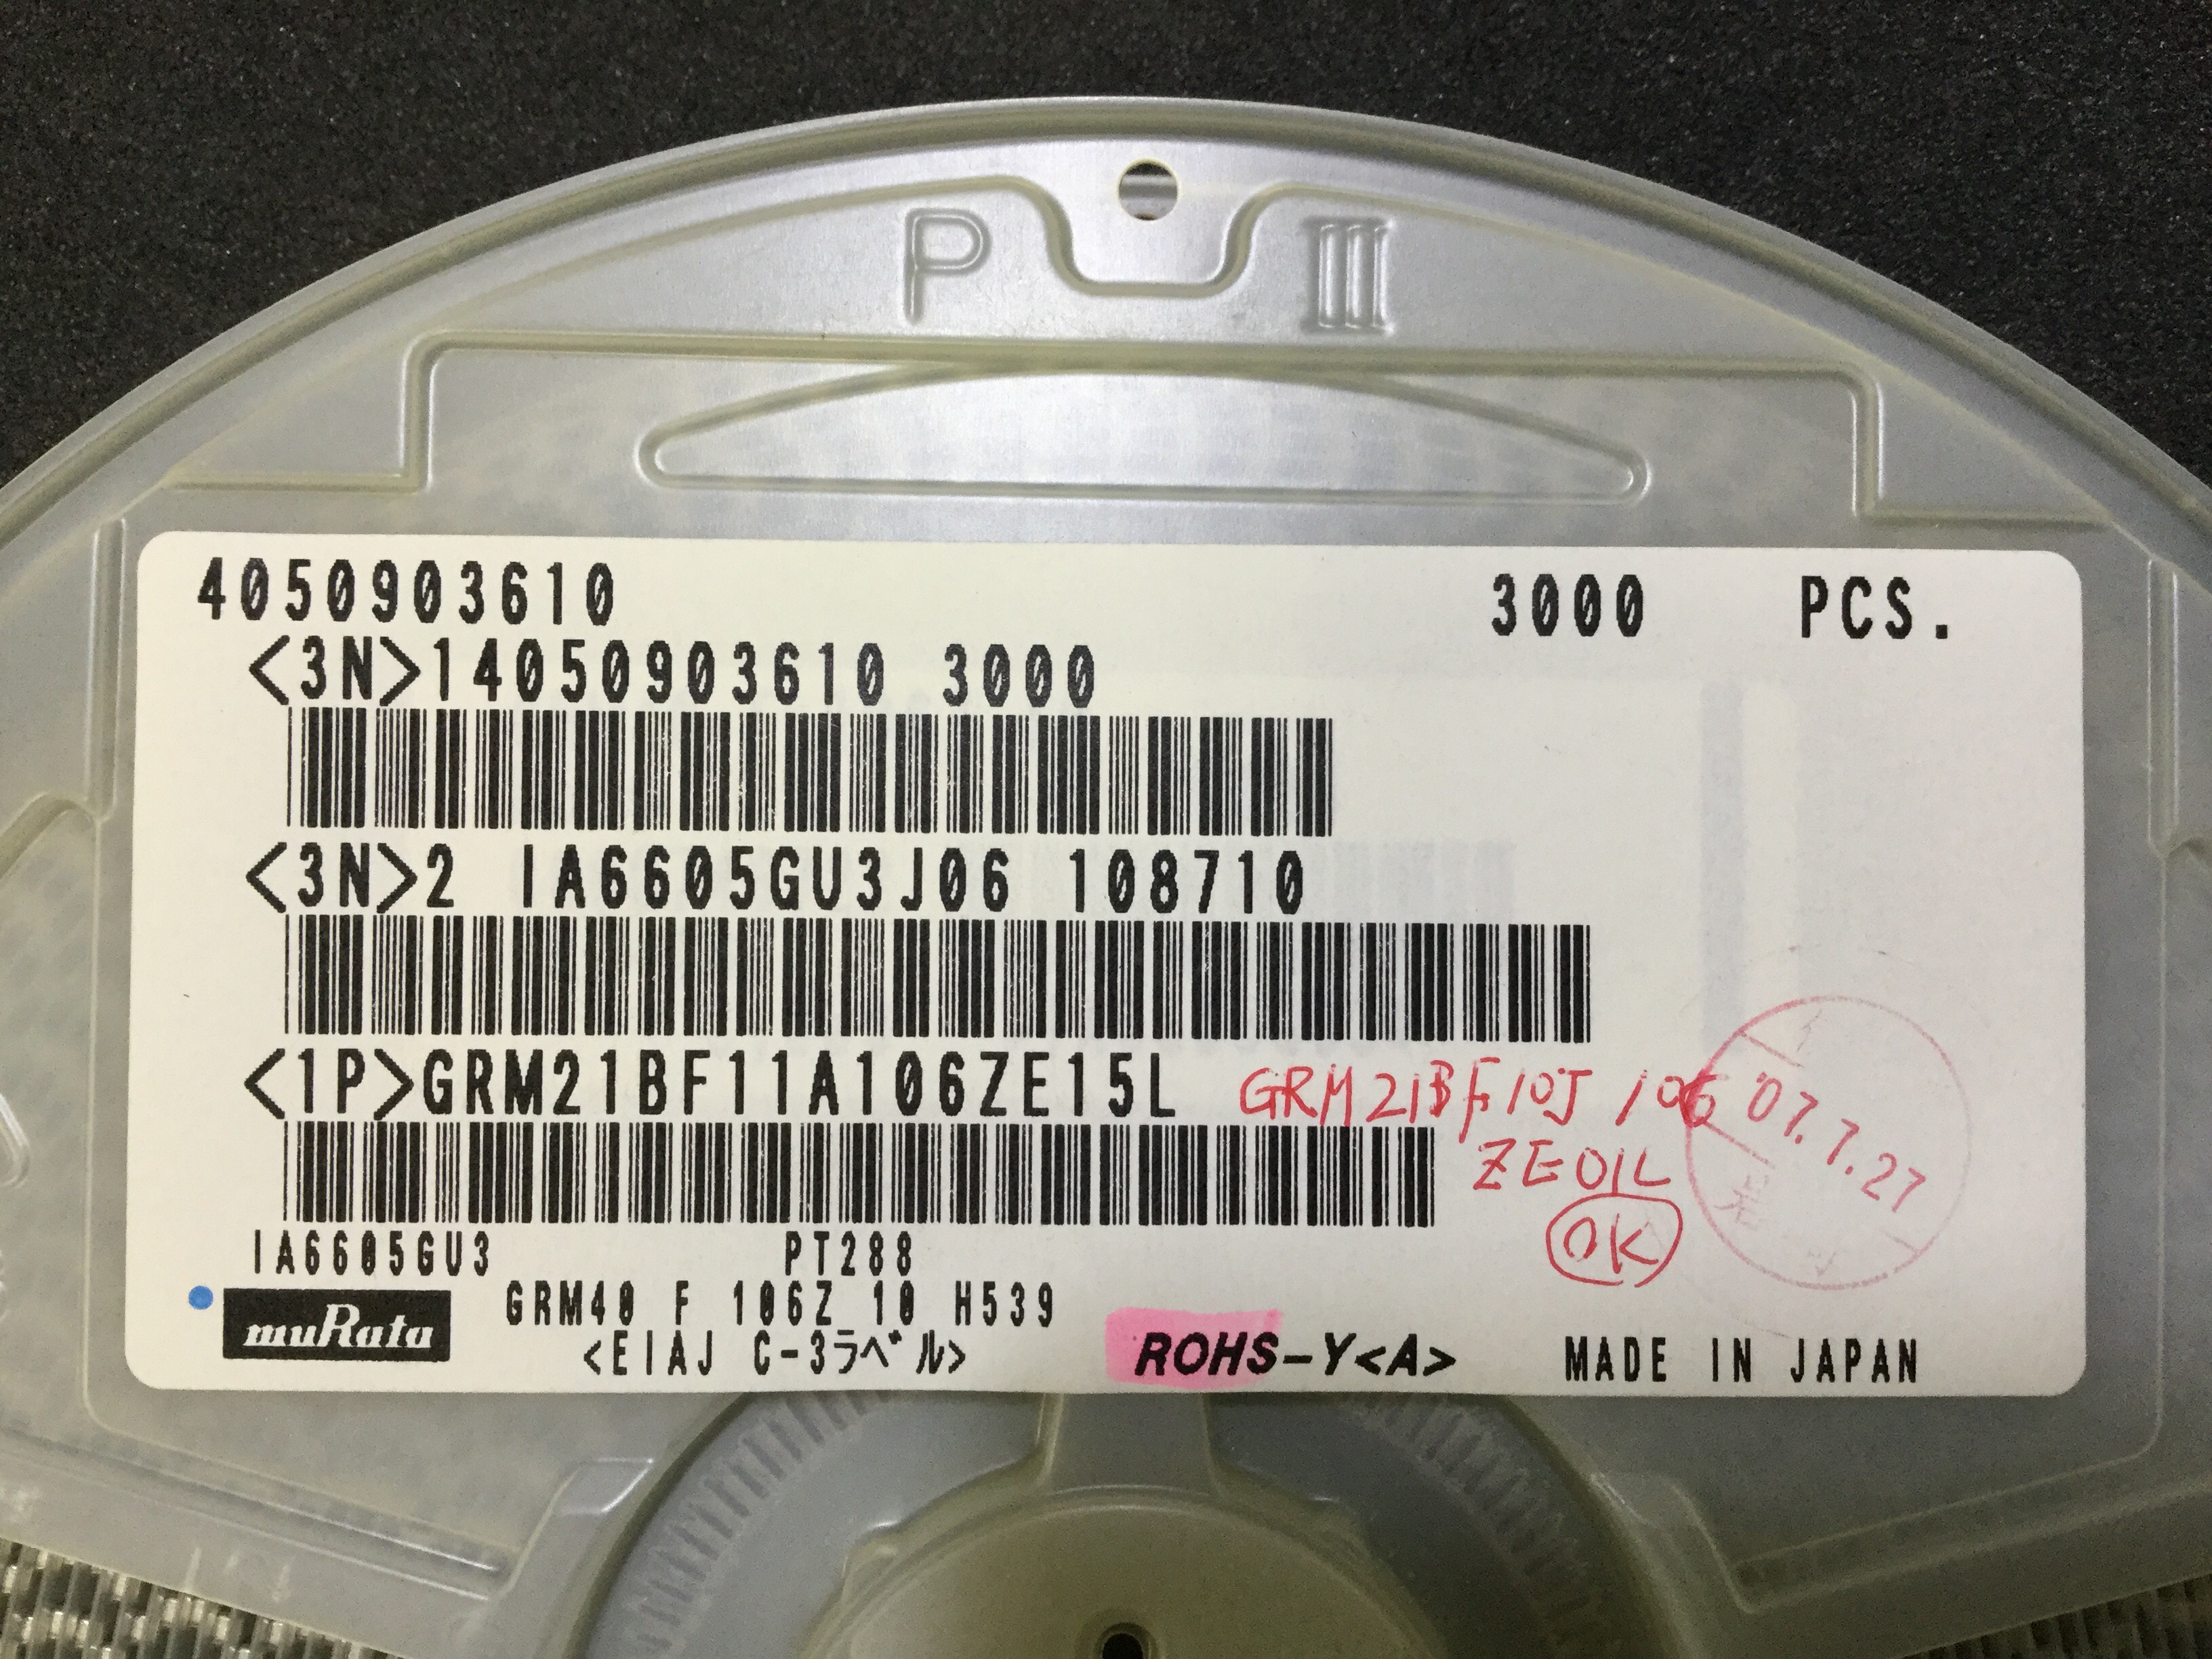 P III
4050903610 3000 PCS.
<3N>14050903610 3000
<3N>2 IA6605GU3J06 108710
<1P>GRM21BF11A106ZE15L GRM21BF10J 106
ZE01L
OK
'07.7.27
IA6605GU3 PT288
muRata GRM40 F 106Z 10 H539
<EIAJ C-3ラベル> ROHS-Y<A> MADE IN JAPAN